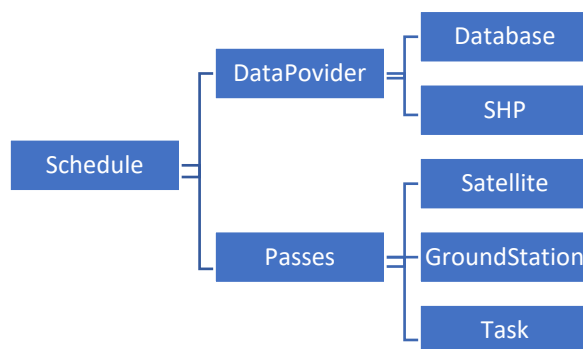 Database
DataPovider
SHP
Schedule
Satellite
Passes
GroundStation
Task